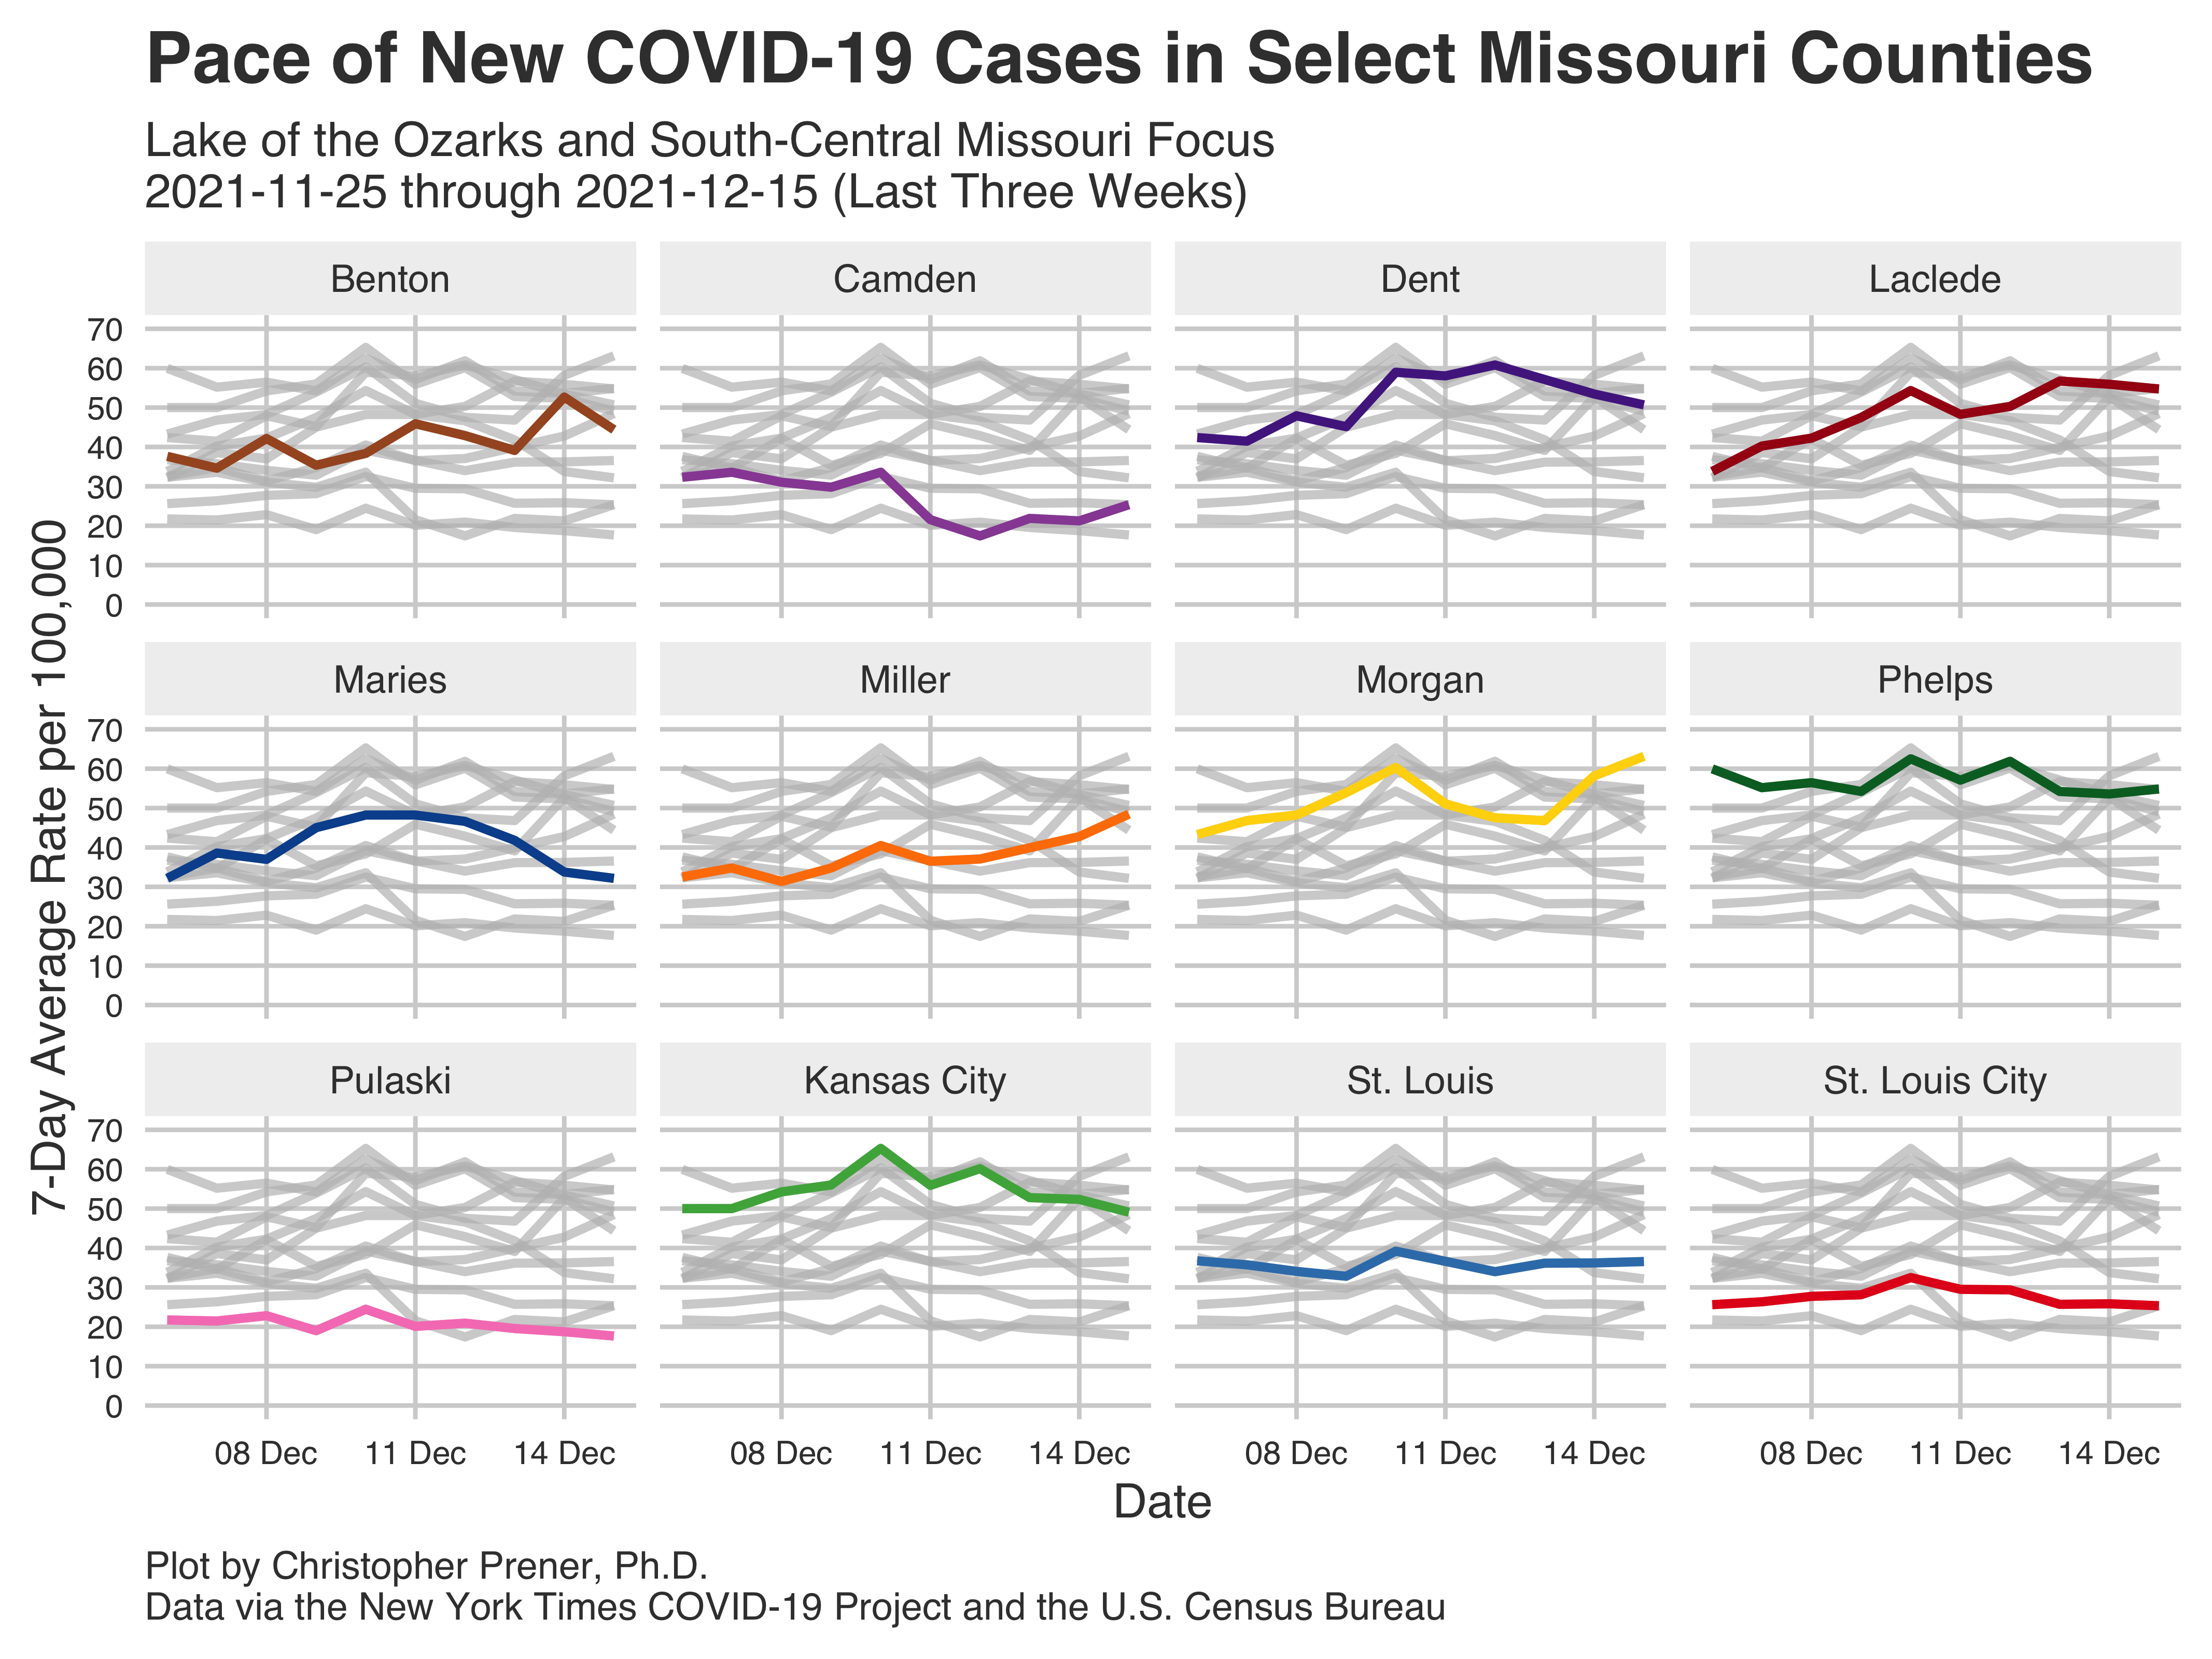 Pace of New COVID-19 Cases in Select Missouri Counties
Lake of the Ozarks and South-Central Missouri Focus
2021-11-25 through 2021-12-15 (Last Three Weeks)
7-Day Average Rate per 100,000
Benton Camden Dent Laclede
70
60
50
40
30
20
10
0
Maries Miller Morgan Phelps
70
60
50
40
30
20
10
0
Pulaski Kansas City St. Louis St. Louis City
70
60
50
40
30
20
10
0
08 Dec 11 Dec 14 Dec 08 Dec 11 Dec 14 Dec 08 Dec 11 Dec 14 Dec 08 Dec 11 Dec 14 Dec
Date
Plot by Christopher Prener, Ph.D.
Data via the New York Times COVID-19 Project and the U.S. Census Bureau